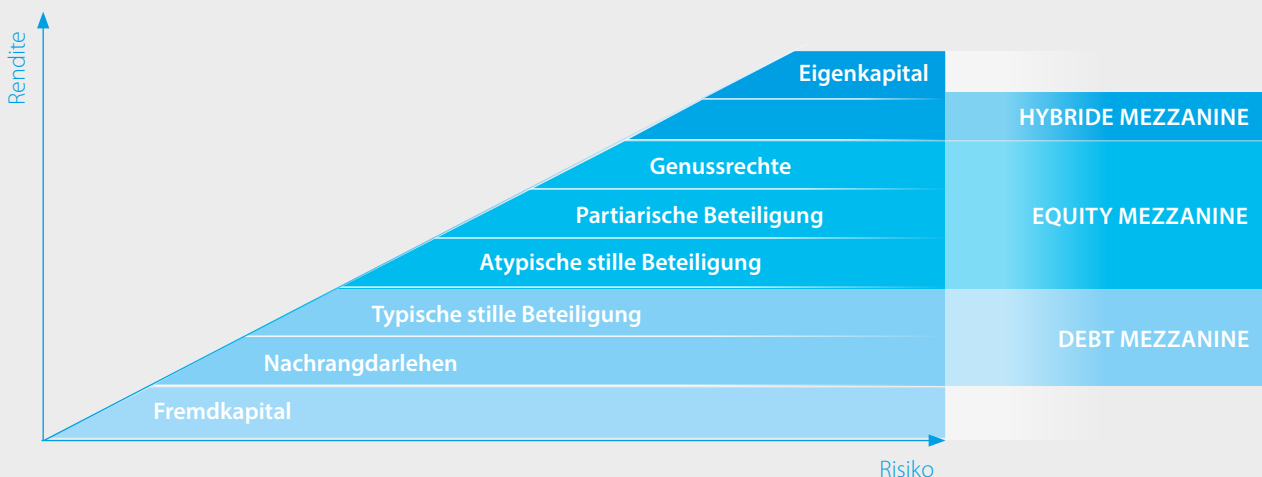 Rendite
Eigenkapital
HYBRIDE MEZZANINE
Genussrechte
Partiarische Beteiligung
EQUITY MEZZANINE
Atypische stille Beteiligung
Typische stille Beteiligung
DEBT MEZZANINE
Nachrangdarlehen
Fremdkapital
Risiko